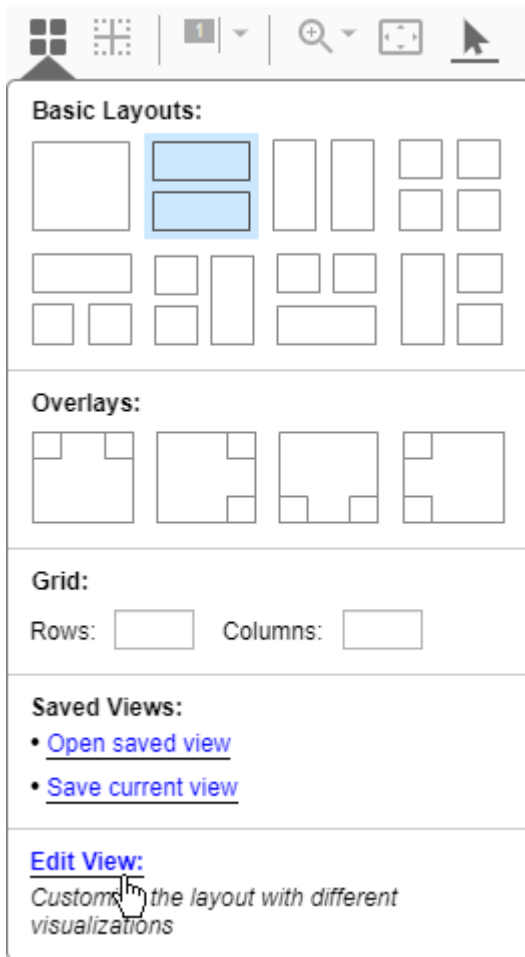 1
Basic Layouts:
Overlays:
Grid:
Rows: Columns:
Saved Views:
• Open saved view
• Save current view
Edit View:
the layout with different
visualizations